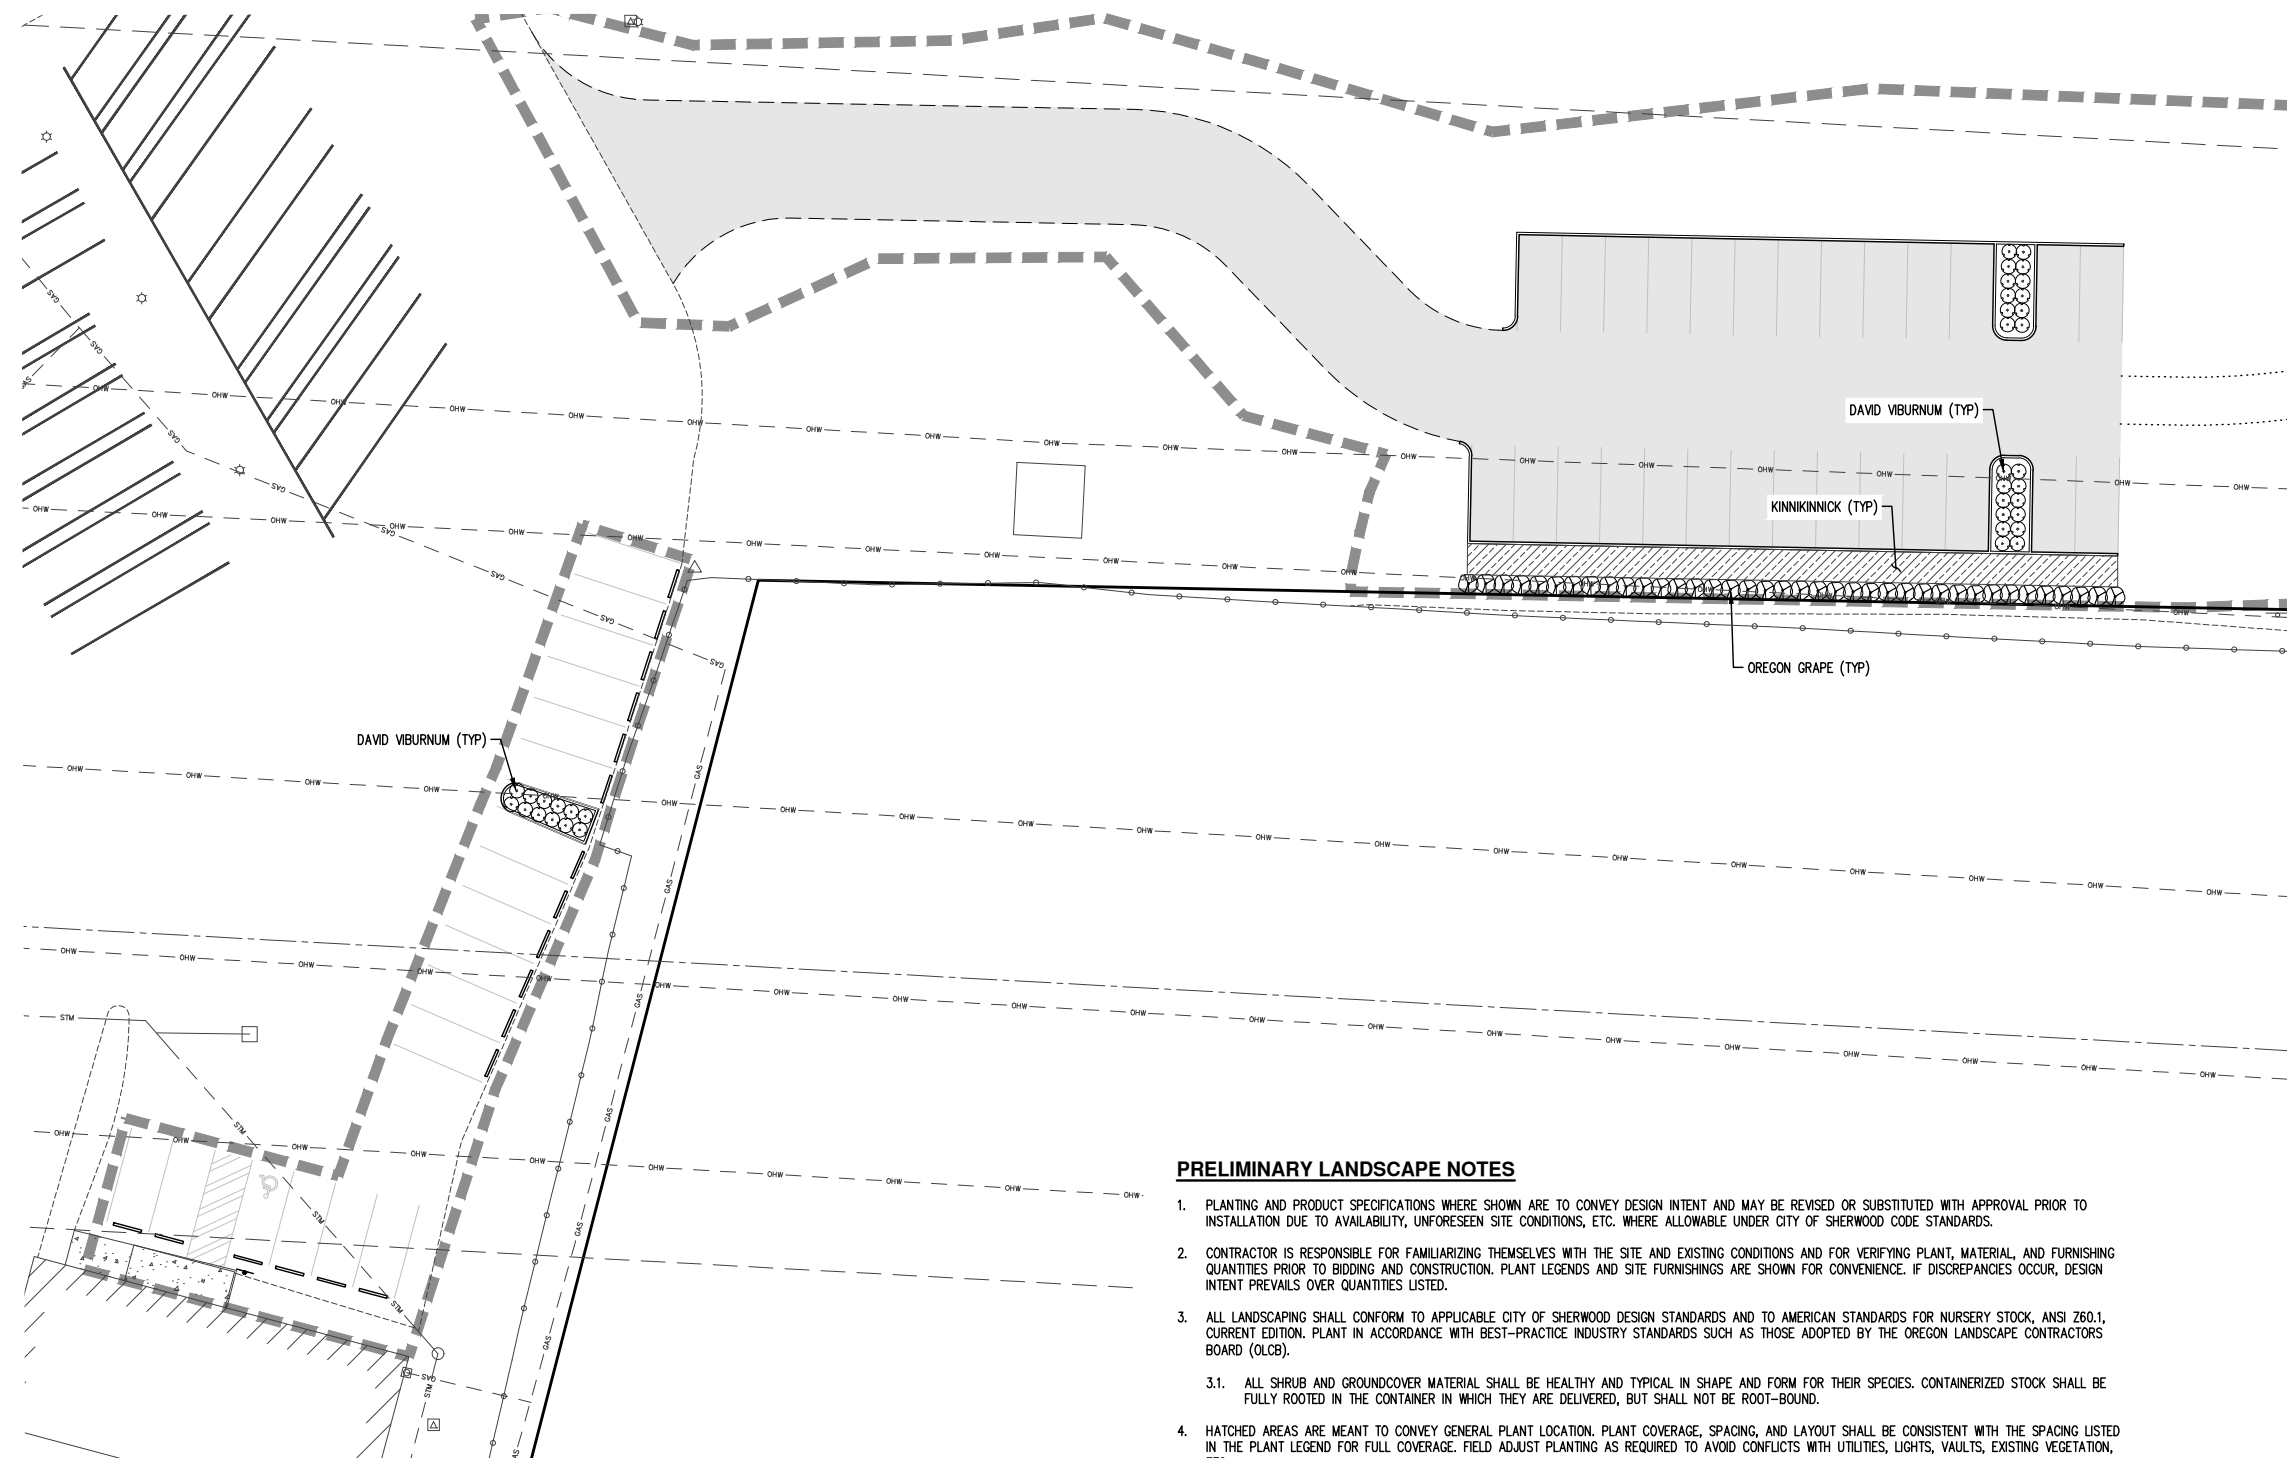 DAVID VIBURNUM (TYP)
KINNIKINNICK (TYP)
OREGON GRAPE (TYP)
DAVID VIBURNUM (TYP)
OHW
GAS
STM
PRELIMINARY LANDSCAPE NOTES
1. PLANTING AND PRODUCT SPECIFICATIONS WHERE SHOWN ARE TO CONVEY DESIGN INTENT AND MAY BE REVISED OR SUBSTITUTED WITH APPROVAL PRIOR TO
INSTALLATION DUE TO AVAILABILITY, UNFORESEEN SITE CONDITIONS, ETC. WHERE ALLOWABLE UNDER CITY OF SHERWOOD CODE STANDARDS.
2. CONTRACTOR IS RESPONSIBLE FOR FAMILIARIZING THEMSELVES WITH THE SITE AND EXISTING CONDITIONS AND FOR VERIFYING PLANT, MATERIAL, AND FURNISHING
QUANTITIES PRIOR TO BIDDING AND CONSTRUCTION. PLANT LEGENDS AND SITE FURNISHINGS ARE SHOWN FOR CONVENIENCE. IF DISCREPANCIES OCCUR, DESIGN
INTENT PREVAILS OVER QUANTITIES LISTED.
3. ALL LANDSCAPING SHALL CONFORM TO APPLICABLE CITY OF SHERWOOD DESIGN STANDARDS AND TO AMERICAN STANDARDS FOR NURSERY STOCK, ANSI Z60.1,
CURRENT EDITION. PLANT IN ACCORDANCE WITH BEST-PRACTICE INDUSTRY STANDARDS SUCH AS THOSE ADOPTED BY THE OREGON LANDSCAPE CONTRACTORS
BOARD (OLCB).
3.1. ALL SHRUB AND GROUNDCOVER MATERIAL SHALL BE HEALTHY AND TYPICAL IN SHAPE AND FORM FOR THEIR SPECIES. CONTAINERIZED STOCK SHALL BE
FULLY ROOTED IN THE CONTAINER IN WHICH THEY ARE DELIVERED, BUT SHALL NOT BE ROOT-BOUND.
4. HATCHED AREAS ARE MEANT TO CONVEY GENERAL PLANT LOCATION. PLANT COVERAGE, SPACING, AND LAYOUT SHALL BE CONSISTENT WITH THE SPACING LISTED
IN THE PLANT LEGEND FOR FULL COVERAGE. FIELD ADJUST PLANTING AS REQUIRED TO AVOID CONFLICTS WITH UTILITIES, LIGHTS, VAULTS, EXISTING VEGETATION,